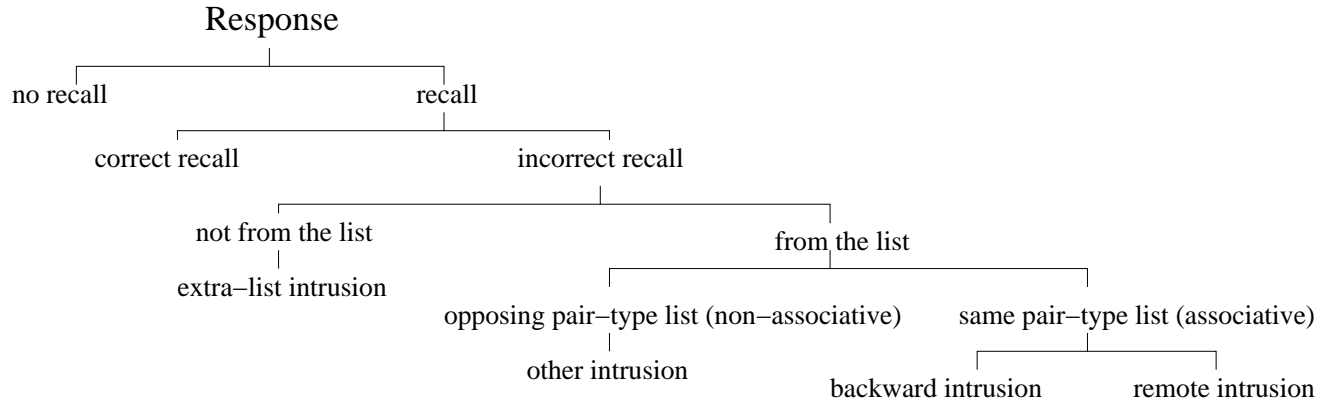 Response
no recall
recall
correct recall
incorrect recall
not from the list
from the list
extra−list intrusion
opposing pair−type list (non−associative)
same pair−type list (associative)
other intrusion
backward intrusion
remote intrusion